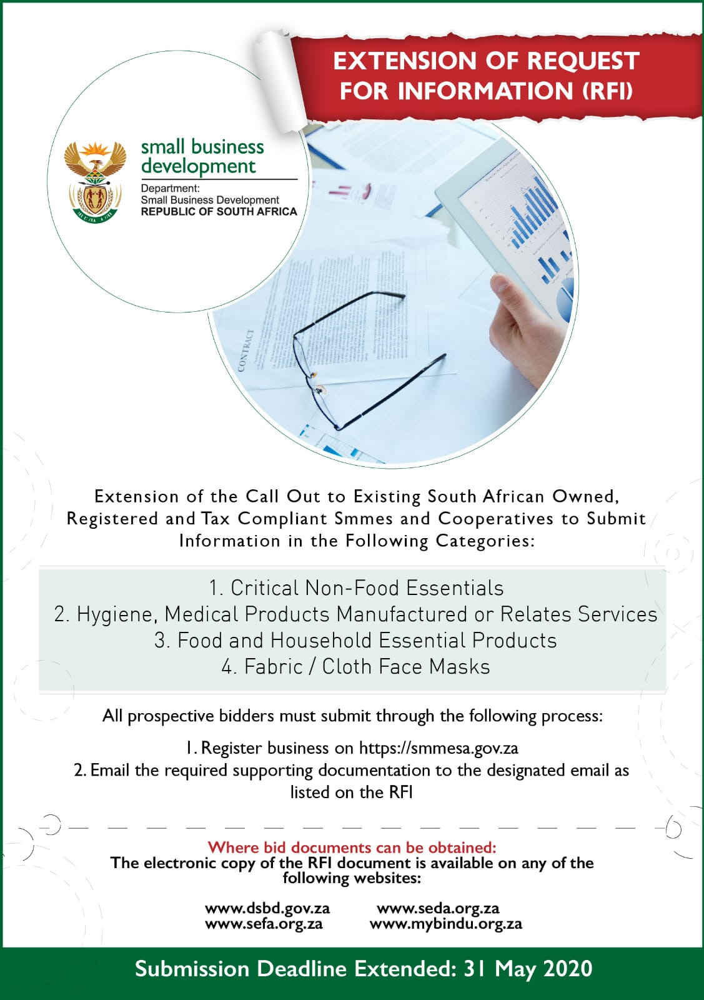 EXTENSION OF REQUEST
FOR INFORMATION (RFI)
small business
development
Department:
Small Business Development
REPUBLIC OF SOUTH AFRICA
CONTRACT
Extension of the Call Out to Existing South African Owned,
Registered and Tax Compliant Smmes and Cooperatives to Submit
Information in the Following Categories:
1. Critical Non-Food Essentials
2. Hygiene, Medical Products Manufactured or Relates Services
3. Food and Household Essential Products
4. Fabric / Cloth Face Masks
All prospective bidders must submit through the following process:
1. Register business on https://smmesa.gov.za
2. Email the required supporting documentation to the designated email as
listed on the RFI
Where bid documents can be obtained:
The electronic copy of the RFI document is available on any of the
following websites:
www.dsbd.gov.za www.seda.org.za
www.sefa.org.za www.mybindu.org.za
Submission Deadline Extended: 31 May 2020